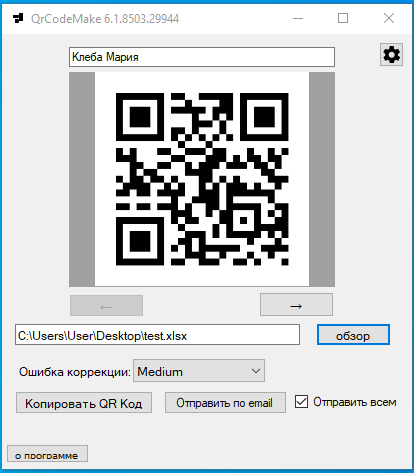 QrCodeMake 6.1.8503.29944
Клеба Мария
← →
C:\Users\User\Desktop\test.xlsx обзор
Ошибка коррекции: Medium
Копировать QR Код Отправить по email Отправить всем
о программе